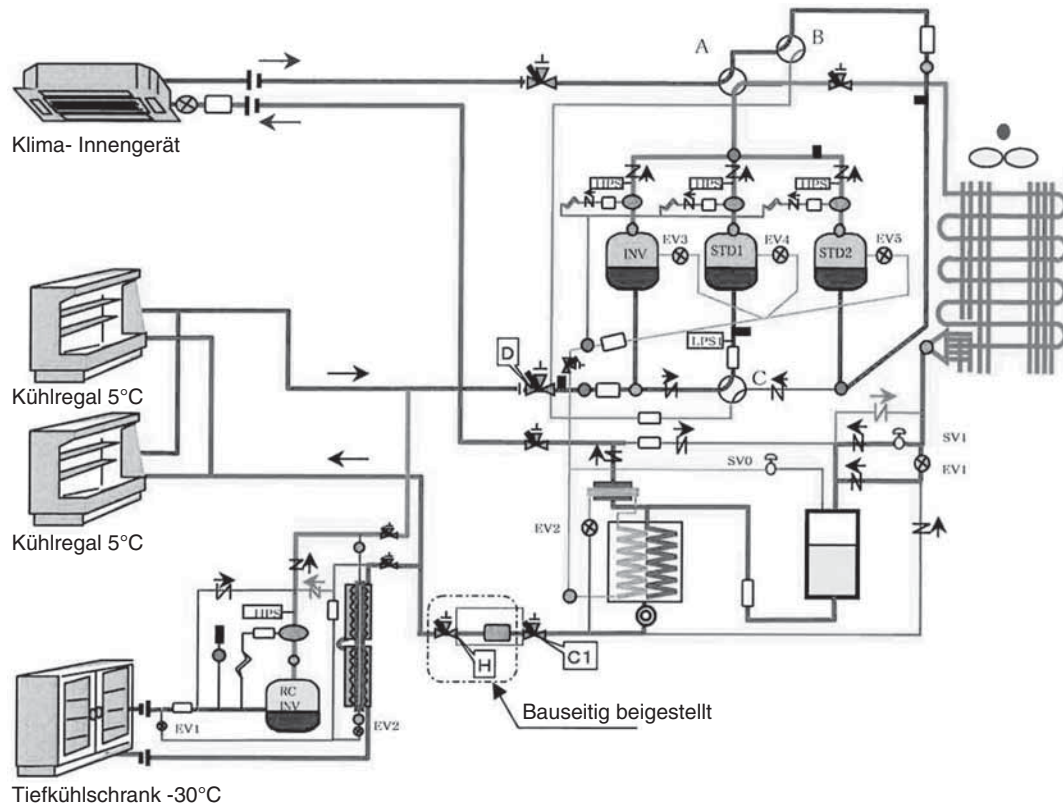 A
B
Klima- Innengerät
HPS
HPS
HPS
INV
EV3
STD1
EV4
STD2
EV5
LPS1
Kühlregal 5°C
D
C
SV1
SV0
EV1
Kühlregal 5°C
EV2
HPS
H
C1
RC
INV
Bauseitig beigestellt
EV1
EV2
Tiefkühlschrank -30°C